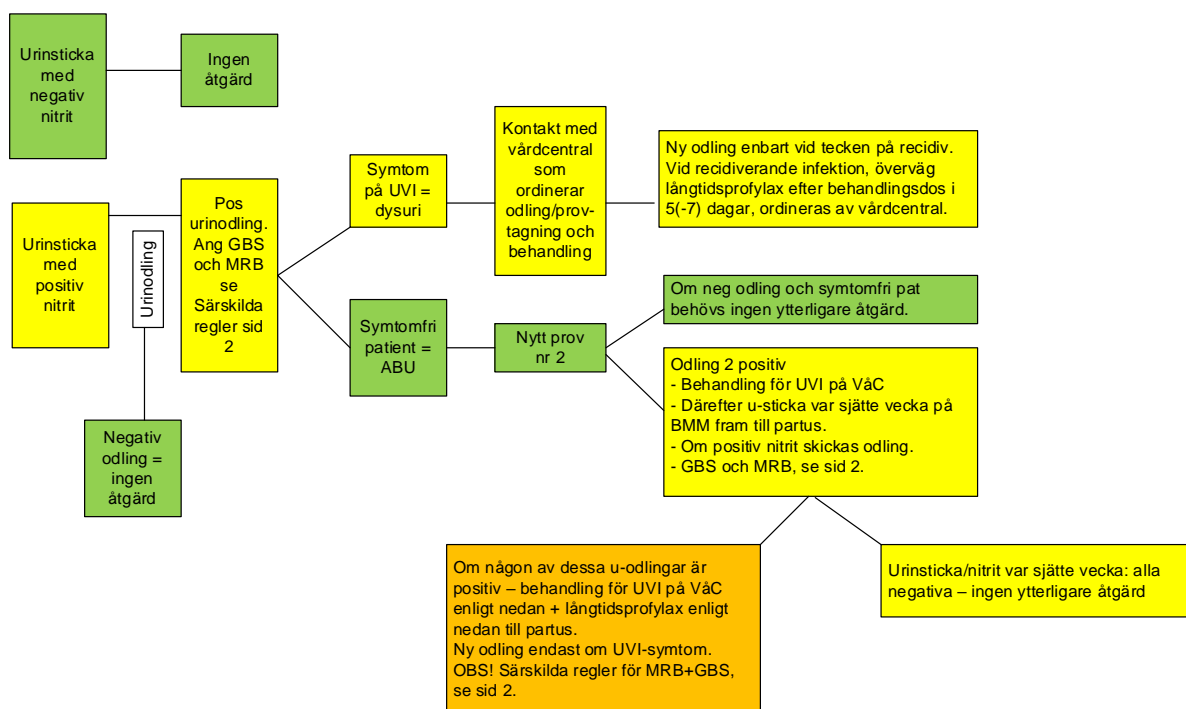 Urinsticka
med
negativ
nitrit
Ingen
åtgärd
Urinsticka
med
positiv
nitrit
Urinodling
Negativ
odling =
ingen
åtgärd
Pos
urinodling.
Ang GBS
och MRB
se
Särskilda
regler sid
2
Symtom
på UVI =
dysuri
Kontakt med
vårdcentral
som
ordinerar
odling/prov-
tagning och
behandling
Ny odling enbart vid tecken på recidiv.
Vid recidiverande infektion, överväg
långtidsprofylax efter behandlingsdos i
5(-7) dagar, ordineras av vårdcentral.
Symtomfri
patient =
ABU
Nytt prov
nr 2
Om neg odling och symtomfri pat
behövs ingen ytterligare åtgärd.
Odling 2 positiv
- Behandling för UVI på VåC
- Därefter u-sticka var sjätte vecka på
BMM fram till partus.
- Om positiv nitrit skickas odling.
- GBS och MRB, se sid 2.
Om någon av dessa u-odlingar är
positiv – behandling för UVI på VåC
enligt nedan + långtidsprofylax enligt
nedan till partus.
Ny odling endast om UVI-symtom.
OBS! Särskilda regler för MRB+GBS,
se sid 2.
Urinsticka/nitrit var sjätte vecka: alla
negativa – ingen ytterligare åtgärd